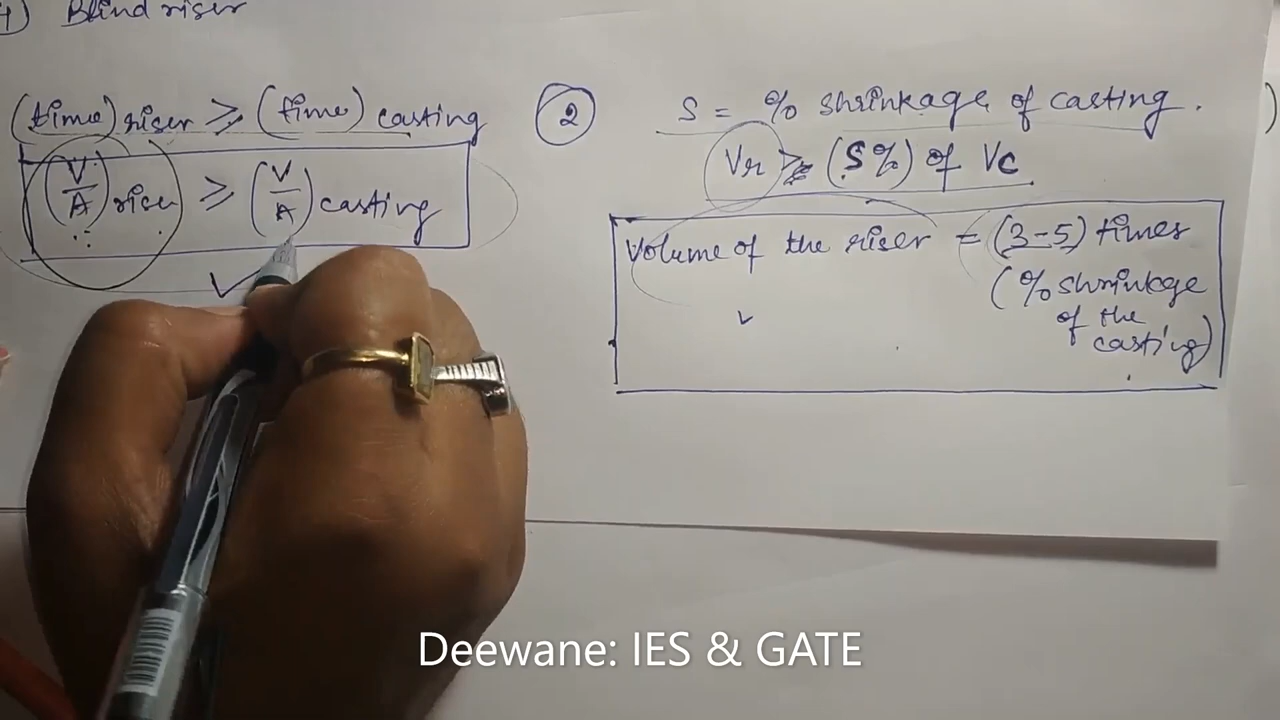 4) Blind riser
(time) riser ≥ (time) casting
(V/A) riser ≥ (V/A) casting
②
S = % shrinkage of casting.
Vr ≥ (S%) of Vc
Volume of the riser = (3-5) times
(% shrinkage
of the
casting)
)
Deewane: IES & GATE